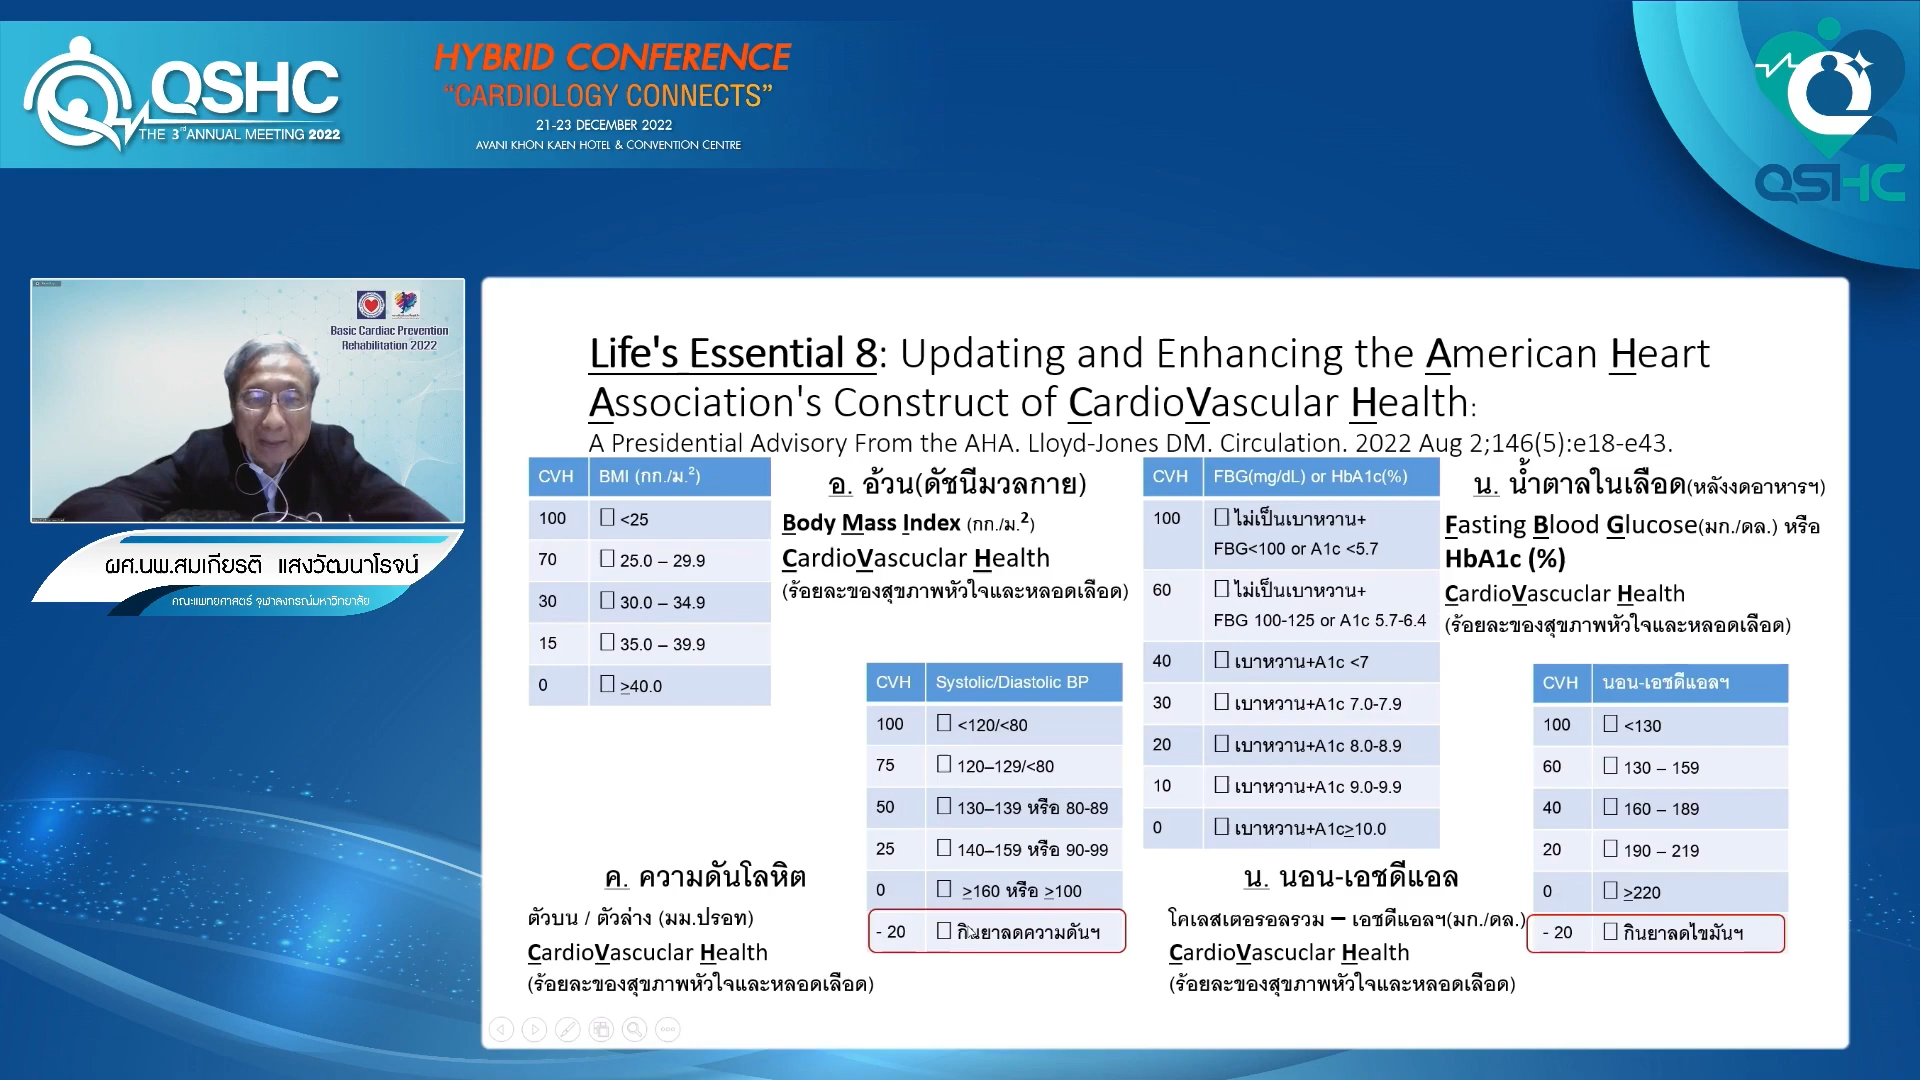 QSHC
THE 3rd ANNUAL MEETING 2022
HYBRID CONFERENCE
“CARDIOLOGY CONNECTS”
21-23 DECEMBER 2022
AVANI KHON KAEN HOTEL & CONVENTION CENTRE
QSHC
Basic Cardiac Prevention
Rehabilitation 2022
ผศ.นพ.สมเกียรติ แสงวัฒนาโรจน์
คณะแพทยศาสตร์ จุฬาลงกรณ์มหาวิทยาลัย
Life's Essential 8: Updating and Enhancing the American Heart
Association's Construct of CardioVascular Health:
A Presidential Advisory From the AHA. Lloyd-Jones DM. Circulation. 2022 Aug 2;146(5):e18-e43.
CVH BMI (กก./ม.²)
100 <25
70 25.0 – 29.9
30 30.0 – 34.9
15 35.0 – 39.9
0 ≥40.0
อ. อ้วน(ดัชนีมวลกาย)
Body Mass Index (กก./ม.²)
CardioVascuclar Health
(ร้อยละของสุขภาพหัวใจและหลอดเลือด)
CVH FBG(mg/dL) or HbA1c(%)
100 ไม่เป็นเบาหวาน+
FBG<100 or A1c <5.7
60 ไม่เป็นเบาหวาน+
FBG 100-125 or A1c 5.7-6.4
40 เบาหวาน+A1c <7
30 เบาหวาน+A1c 7.0-7.9
20 เบาหวาน+A1c 8.0-8.9
10 เบาหวาน+A1c 9.0-9.9
0 เบาหวาน+A1c≥10.0
น. น้ำตาลในเลือด(หลังงดอาหารฯ)
Fasting Blood Glucose(มก./ดล.) หรือ
HbA1c (%)
CardioVascuclar Health
(ร้อยละของสุขภาพหัวใจและหลอดเลือด)
ค. ความดันโลหิต
ตัวบน / ตัวล่าง (มม.ปรอท)
CardioVascuclar Health
(ร้อยละของสุขภาพหัวใจและหลอดเลือด)
CVH Systolic/Diastolic BP
100 <120/<80
75 120–129/<80
50 130–139 หรือ 80-89
25 140–159 หรือ 90-99
0 ≥160 หรือ ≥100
- 20 กินยาลดความดันฯ
น. นอน-เอชดีแอล
โคเลสเตอรอลรวม – เอชดีแอลฯ(มก./ดล.)
CardioVascuclar Health
(ร้อยละของสุขภาพหัวใจและหลอดเลือด)
CVH นอน-เอชดีแอลฯ
100 <130
60 130 – 159
40 160 – 189
20 190 – 219
0 ≥220
- 20 กินยาลดไขมันฯ